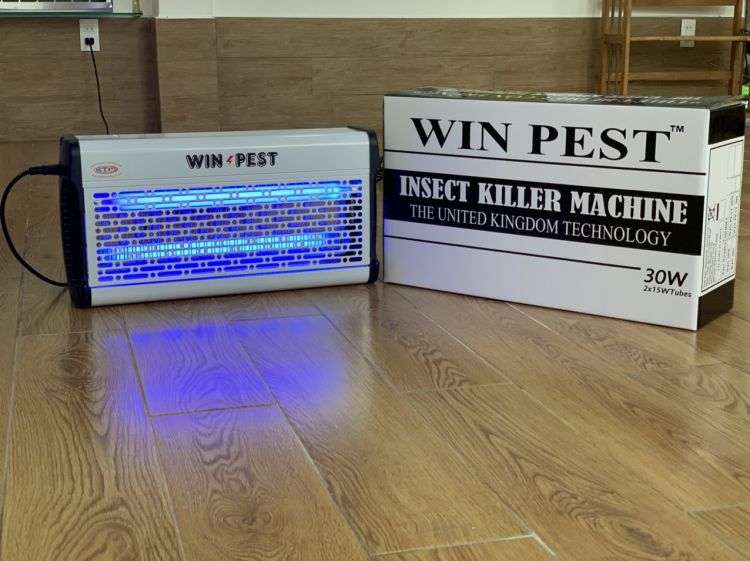 WIN PEST
WIN PEST™
INSECT KILLER MACHINE
THE UNITED KINGDOM TECHNOLOGY
30W
2x15WTubes